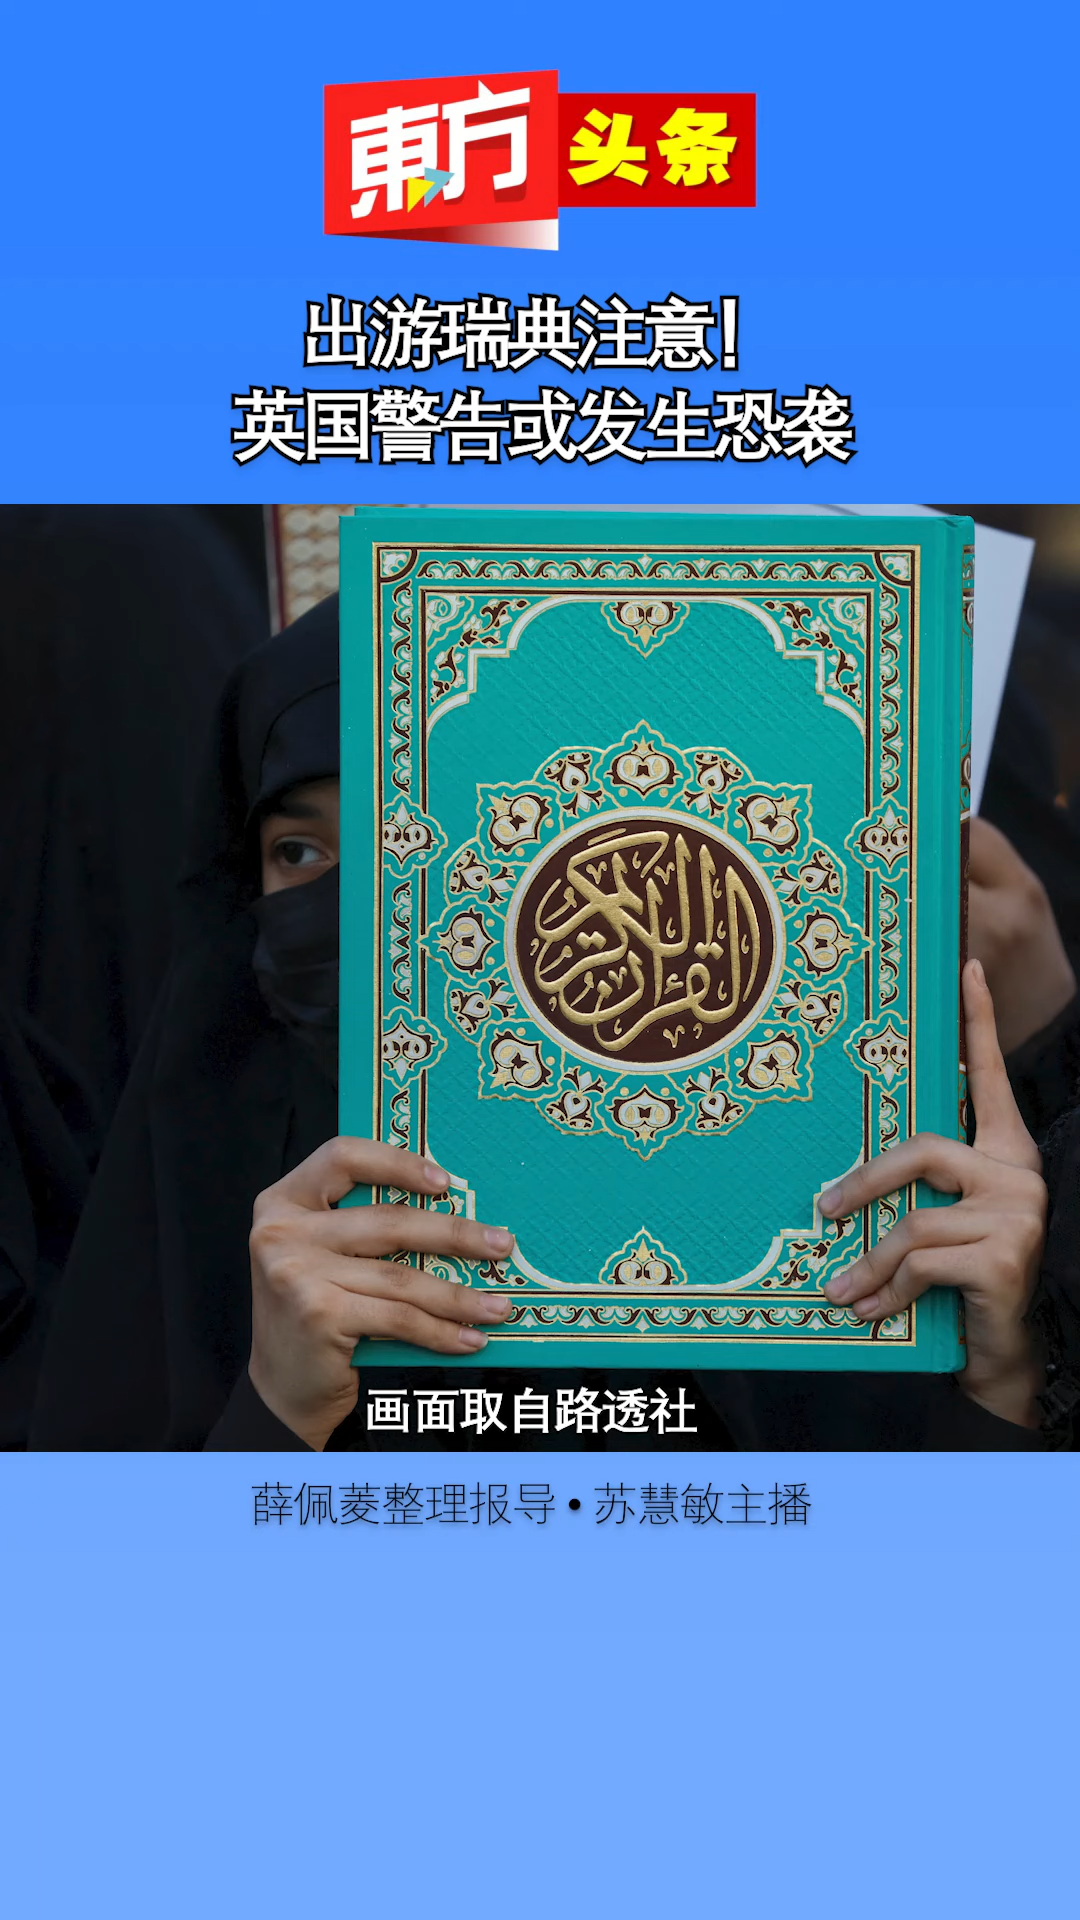 東方头条
出游瑞典注意！
英国警告或发生恐袭
القرآن الكريم
画面取自路透社
薛佩菱整理报导•苏慧敏主播